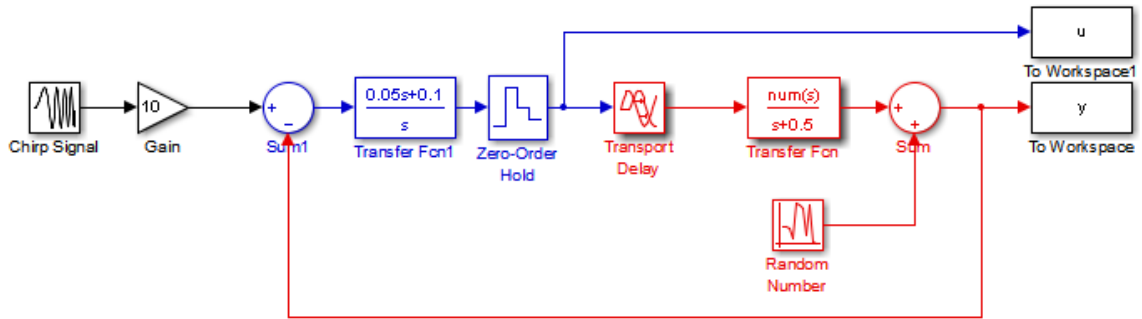 u
To Workspace1
10
+
−
0.05s+0.1
s
num(s)
s+0.5
+
+
y
Chirp Signal
Gain
Sum1
Transfer Fcn1
Zero-Order
Hold
Transport
Delay
Transfer Fcn
Sum
To Workspace
Random
Number